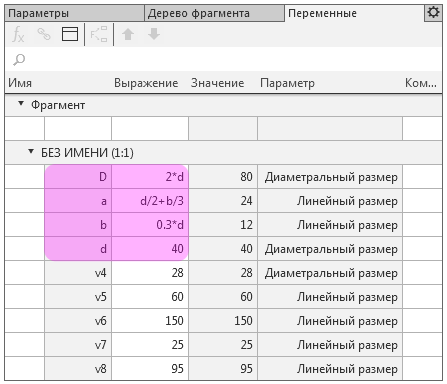 Параметры Дерево фрагмента Переменные
Имя Выражение Значение Параметр Ком...
Фрагмент
БЕЗ ИМЕНИ (1:1)
D 2*d 80 Диаметральный размер
a d/2+b/3 24 Линейный размер
b 0.3*d 12 Линейный размер
d 40 40 Диаметральный размер
v4 28 28 Диаметральный размер
v5 60 60 Линейный размер
v6 150 150 Линейный размер
v7 25 25 Линейный размер
v8 95 95 Линейный размер